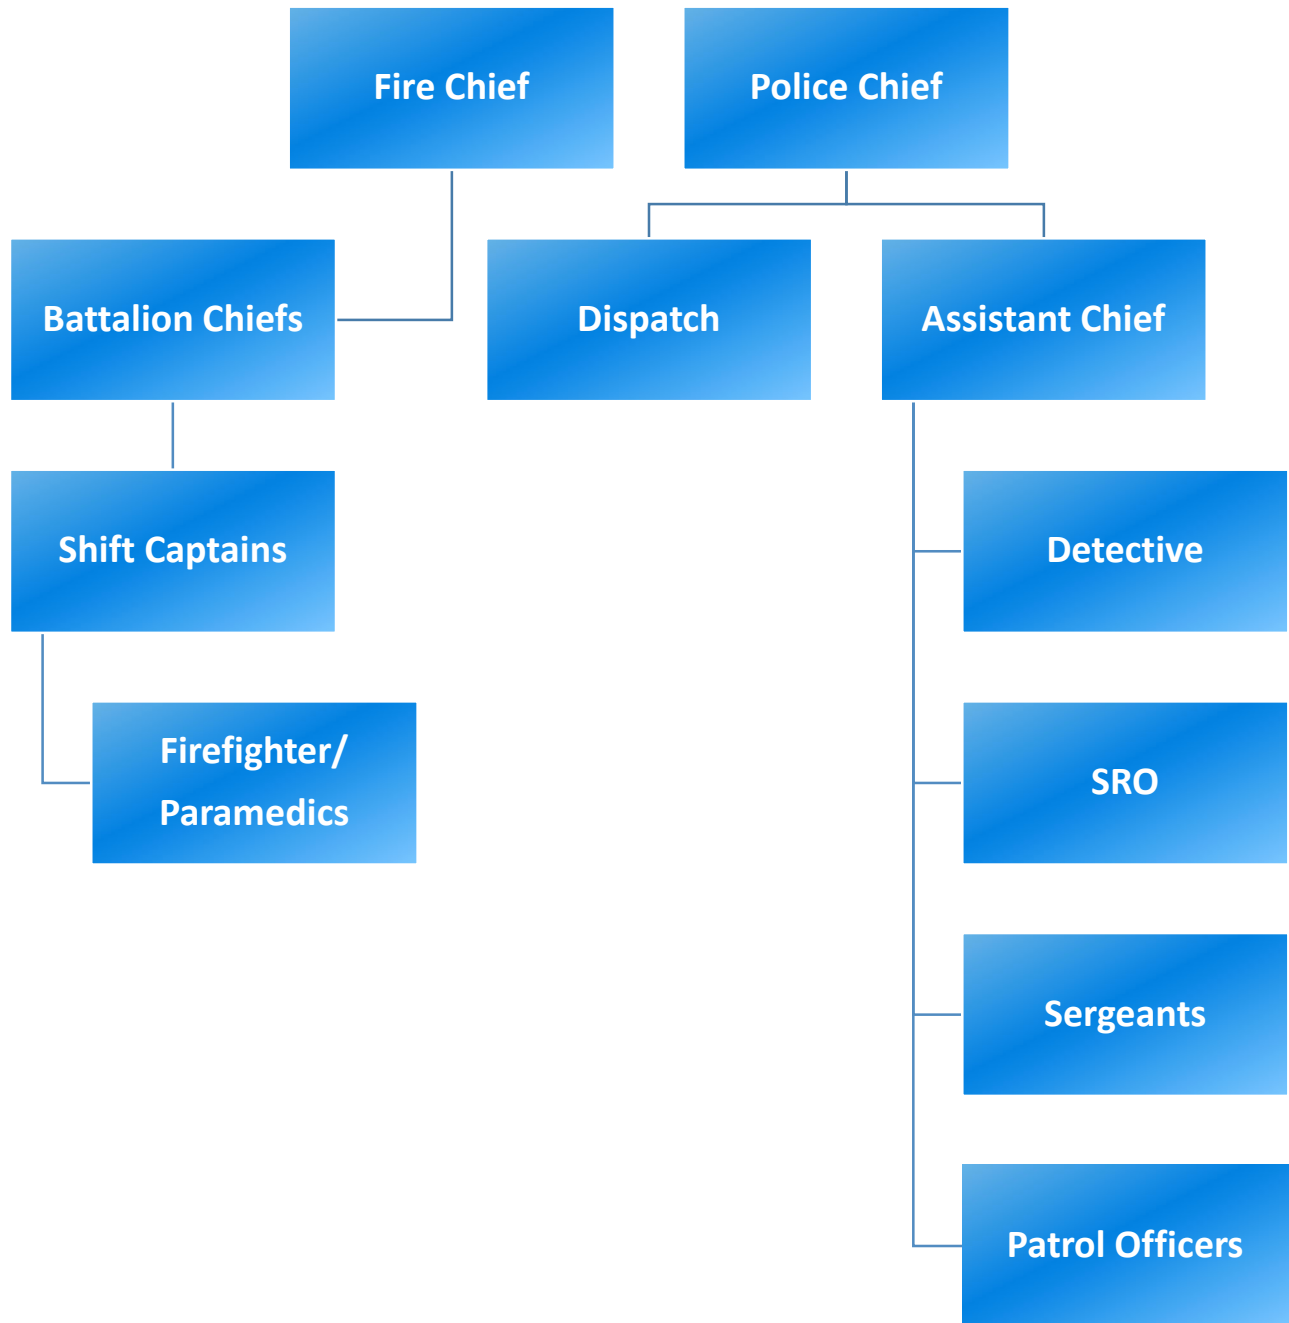 Fire Chief
Police Chief
Battalion Chiefs
Dispatch
Assistant Chief
Shift Captains
Detective
Firefighter/
Paramedics
SRO
Sergeants
Patrol Officers